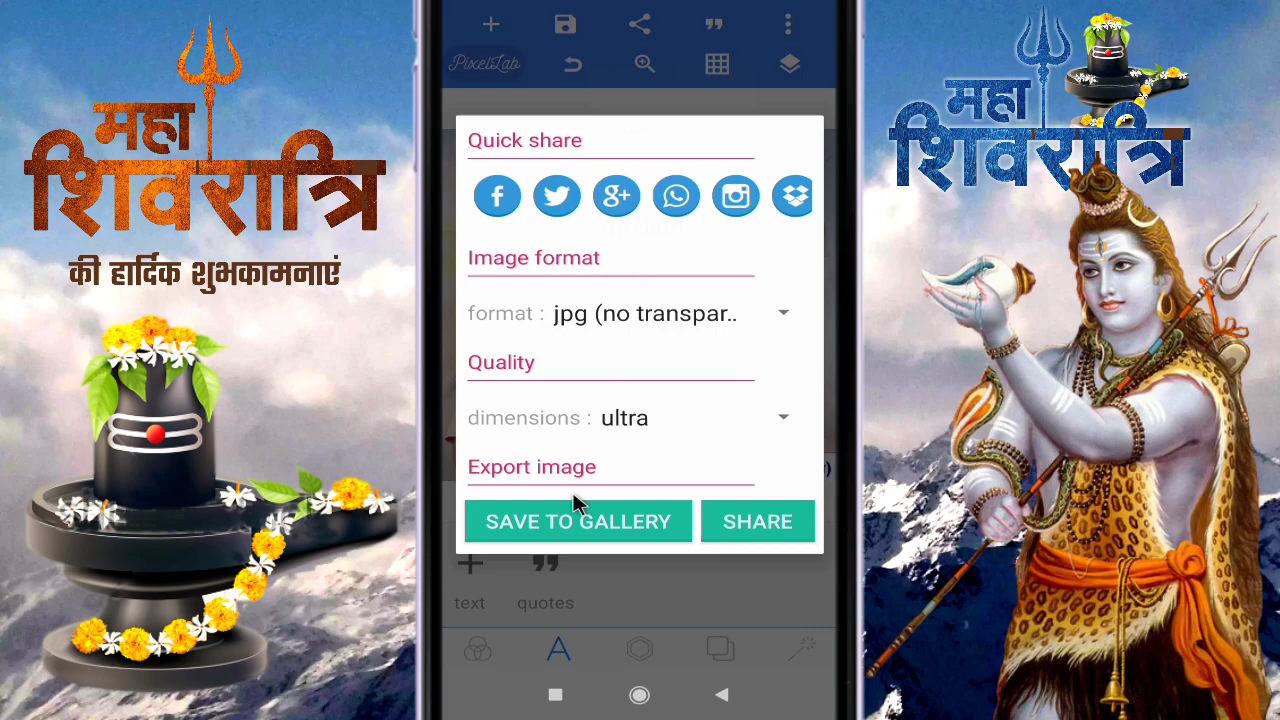 महा
शिवरात्रि
की हार्दिक शुभकामनाएं
PixelLab
Quick share
Image format
format : jpg (no transpar..
Quality
dimensions : ultra
Export image
SAVE TO GALLERY
SHARE
text
quotes
महा
शिवरात्रि